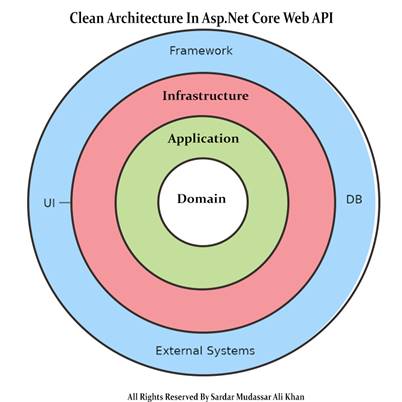 Clean Architecture In Asp.Net Core Web API
Framework
Infrastructure
Application
Domain
UI
DB
External Systems
All Rights Reserved By Sardar Mudassar Ali Khan